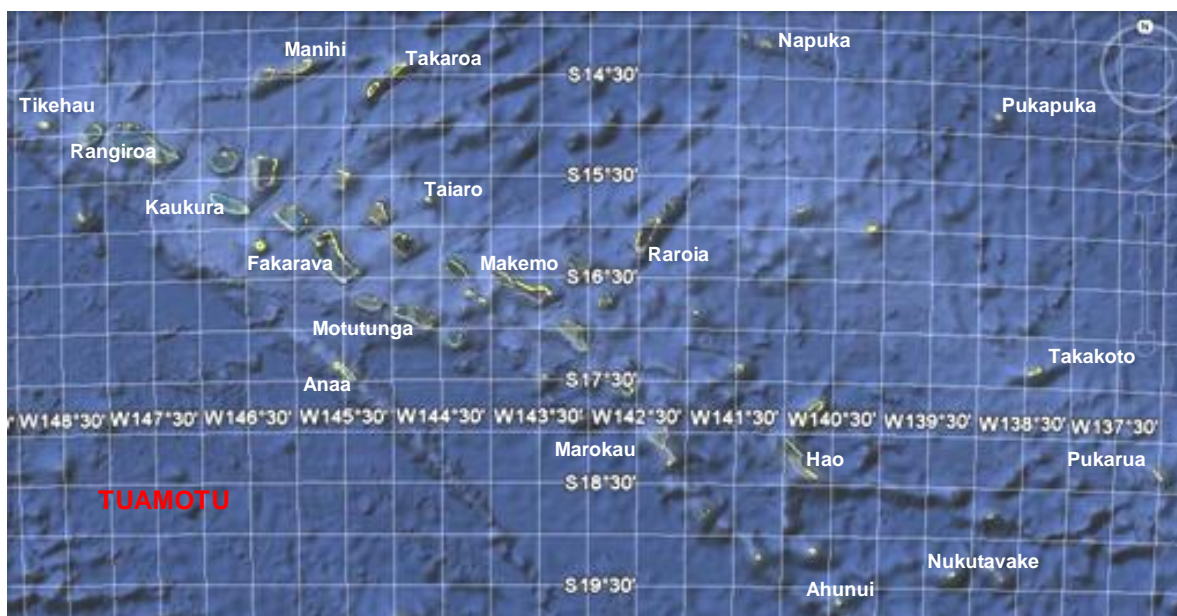 Manihi
Takaroa
Napuka
N
S14°30'
Tikehau
Pukapuka
Rangiroa
S15°30'
Kaukura
Taiaro
Fakarava
Makemo
Raroia
S16°30'
Motutunga
Takakoto
Anaa
S17°30'
W148°30' W147°30' W146°30' W145°30' W144°30' W143°30' W142°30' W141°30' W140°30' W139°30' W138°30' W137°30'
Marokau
Hao
Pukarua
TUAMOTU
S18°30'
Nukutavake
S19°30'
Ahunui